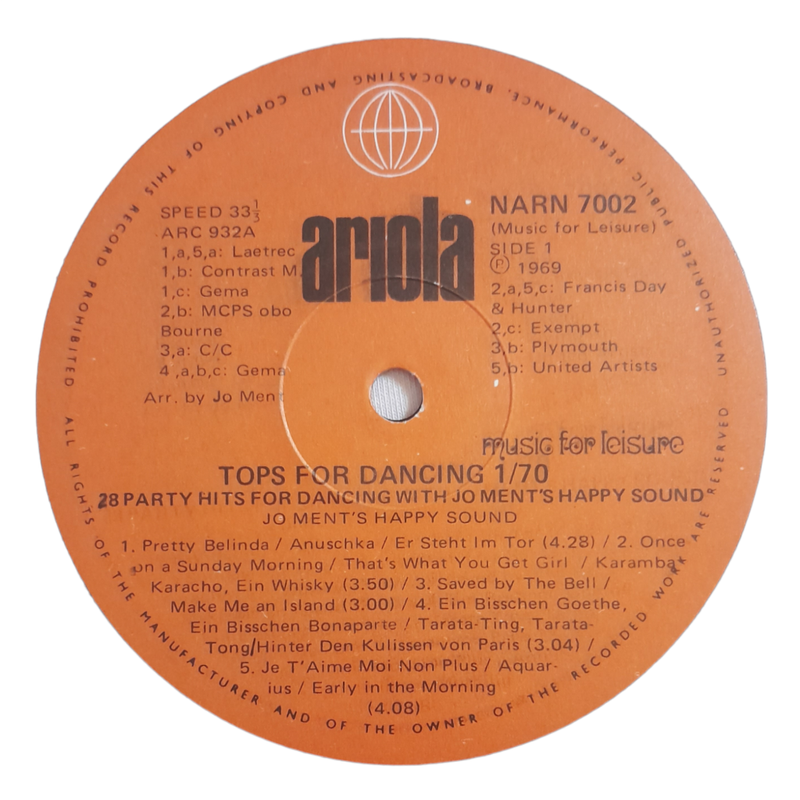 UNAUTHORIZED PUBLIC PERFORMANCE, BROADCASTING AND COPYING OF THIS RECORD PROHIBITED
ALL RIGHTS OF THE MANUFACTURER AND OF THE OWNER OF THE RECORDED WORK ARE RESERVED
SPEED 33 1/3
ARC 932A
1,a,5,a: Laetrec
1,b: Contrast M.
1,c: Gema
2,b: MCPS obo
Bourne
3,a: C/C
4,a,b,c: Gema
Arr. by Jo Ment
ariola
NARN 7002
(Music for Leisure)
SIDE 1
Ⓟ 1969
2,a,5,c: Francis Day
& Hunter
2,c: Exempt
3,b: Plymouth
5,b: United Artists
music for leisure
TOPS FOR DANCING 1/70
28 PARTY HITS FOR DANCING WITH JO MENT'S HAPPY SOUND
JO MENT'S HAPPY SOUND
1. Pretty Belinda / Anuschka / Er Steht Im Tor (4.28) / 2. Once
on a Sunday Morning / That's What You Get Girl / Karamba
Karacho, Ein Whisky (3.50) / 3. Saved by The Bell /
Make Me an Island (3.00) / 4. Ein Bisschen Goethe,
Ein Bisschen Bonaparte / Tarata-Ting, Tarata-
Tong/Hinter Den Kulissen von Paris (3.04) /
5. Je T'Aime Moi Non Plus / Aquar-
ius / Early in the Morning
(4.08)